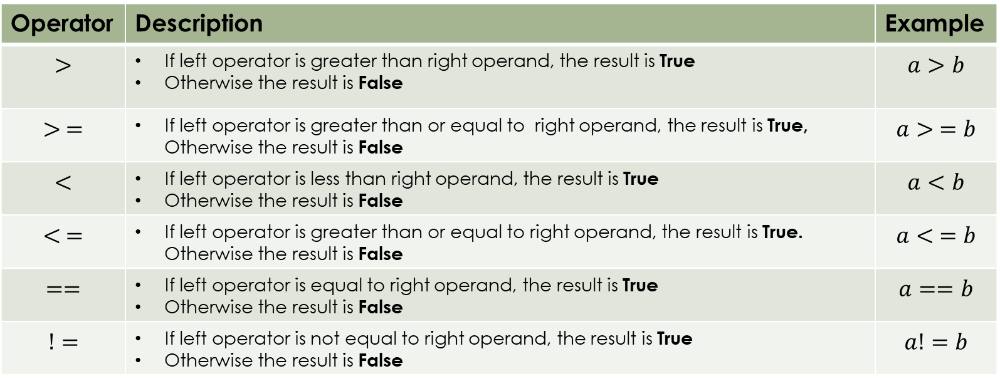 Operator Description Example
> • If left operator is greater than right operand, the result is True a > b
• Otherwise the result is False
> = • If left operator is greater than or equal to  right operand, the result is True, a > = b
Otherwise the result is False
< • If left operator is less than right operand, the result is True a < b
• Otherwise the result is False
< = • If left operator is greater than or equal to right operand, the result is True. a < = b
Otherwise the result is False
== • If left operator is equal to right operand, the result is True a == b
• Otherwise the result is False
! = • If left operator is not equal to right operand, the result is True a! = b
• Otherwise the result is False